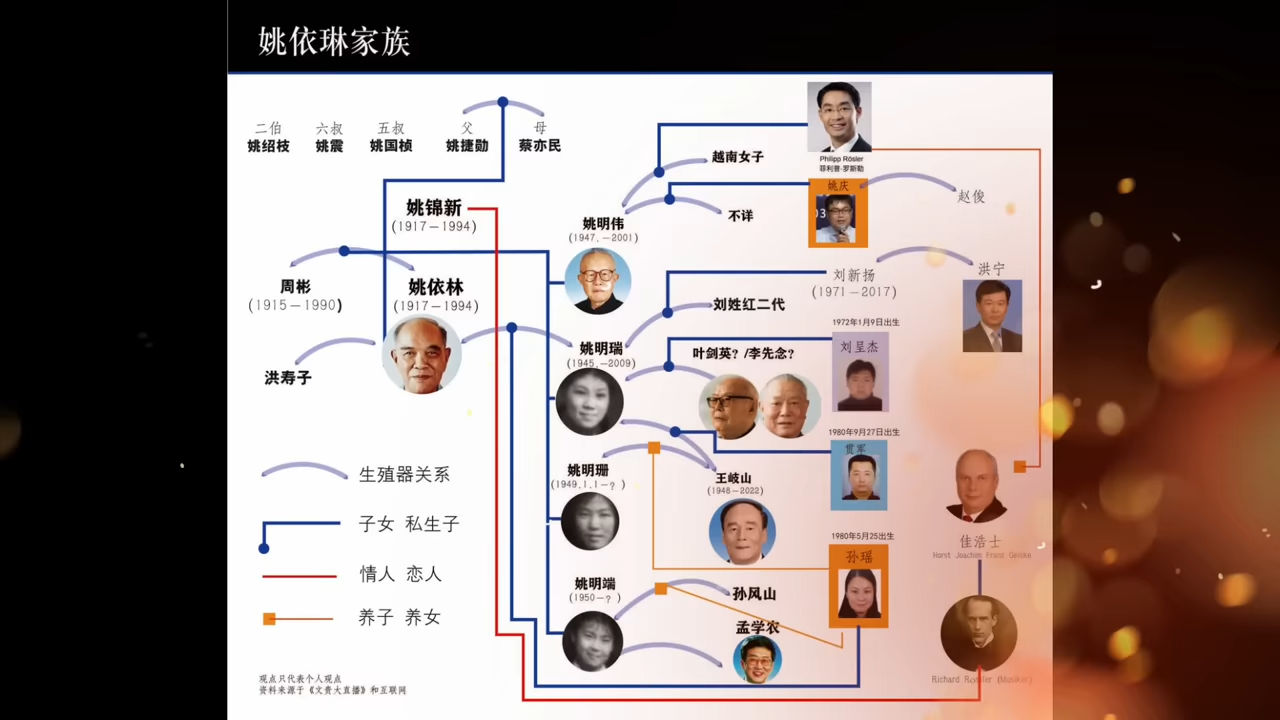 姚依琳家族
二伯
六叔
五叔
父
母
姚绍枝
姚震
姚国桢
姚捷勋
蔡亦民
越南女子
Philipp Rösler
菲利普·罗斯勒
姚庆
03
赵俊
姚锦新
(1917－1994)
不详
姚明伟
(1947.－2001)
周彬
(1915－1990)
姚依林
(1917－1994)
刘新扬
(1971－2017)
洪宁
刘姓红二代
1972年1月9日出生
姚明瑞
(1945.－2009)
叶剑英? /李先念?
刘呈杰
洪寿子
1980年9月27日出生
贯军
姚明珊
(1949.1.1－? )
王岐山
(1948－2022)
生殖器关系
子女 私生子
情人 恋人
养子 养女
1980年5月25出生
孙瑶
佳浩士
姚明端
(1950－? )
孙风山
孟学农
观点只代表个人观点
资料来源于《文贵大直播》和互联网